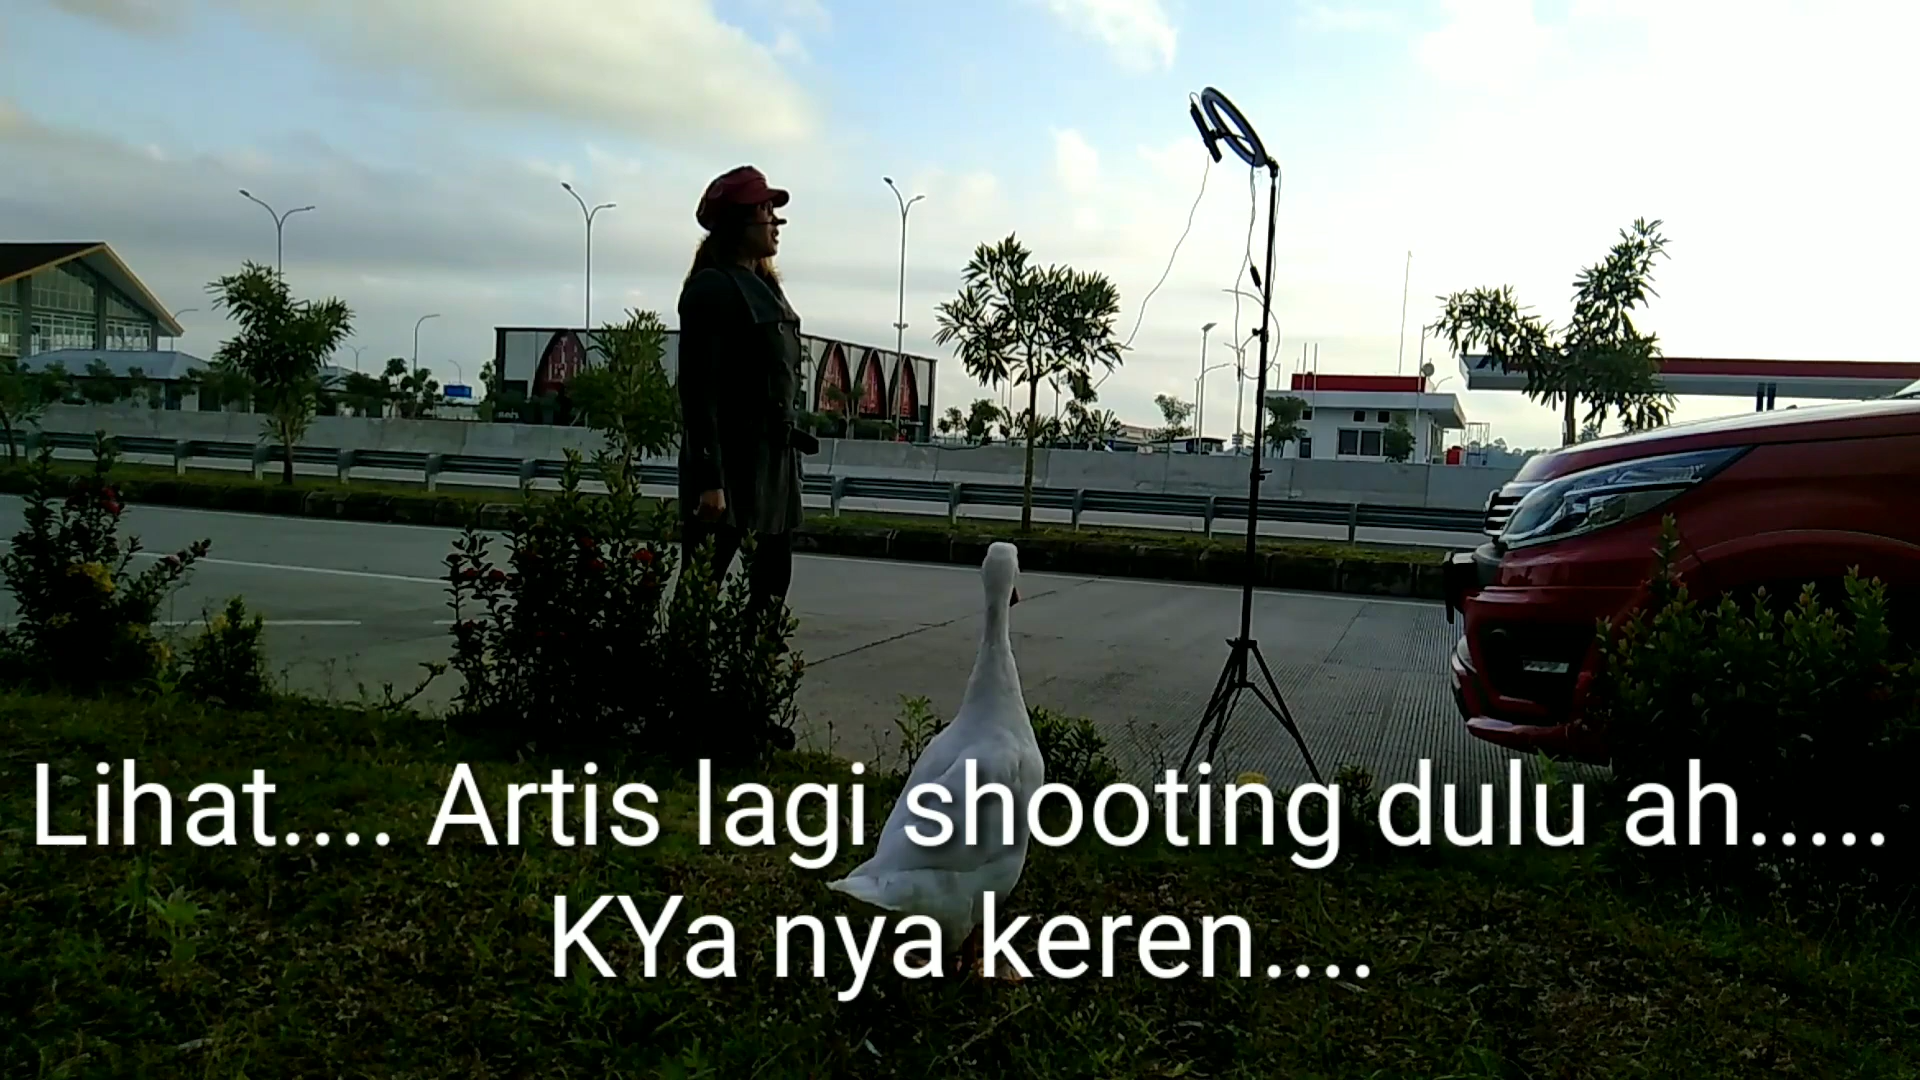 Lihat.... Artis lagi shooting dulu ah.....
KYa nya keren....